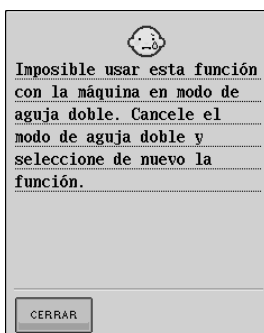 Imposible usar esta función
con la máquina en modo de
aguja doble. Cancele el
modo de aguja doble y
seleccione de nuevo la
función.
CERRAR